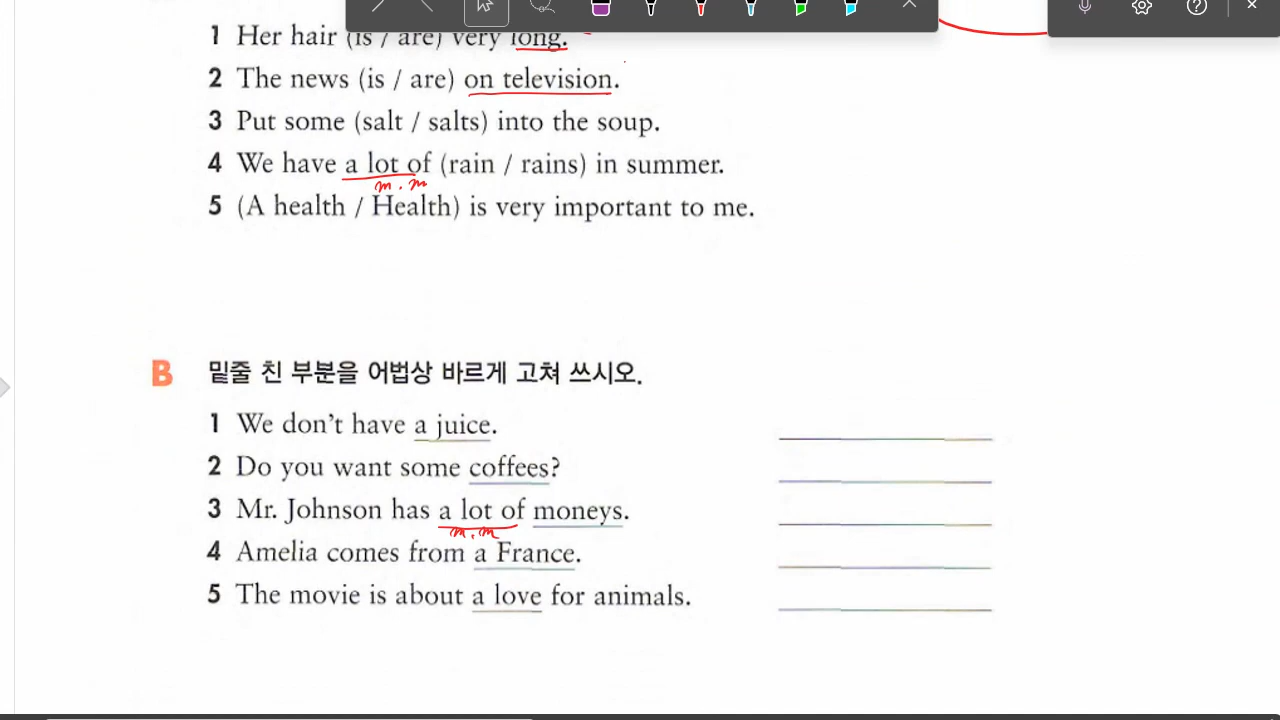 1 Her hair (is / are) very long.
2 The news (is / are) on television.
3 Put some (salt / salts) into the soup.
4 We have a lot of (rain / rains) in summer.
m . m
5 (A health / Health) is very important to me.
B 밑줄 친 부분을 어법상 바르게 고쳐 쓰시오.
1 We don't have a juice.
2 Do you want some coffees?
3 Mr. Johnson has a lot of moneys.
m . m
4 Amelia comes from a France.
5 The movie is about a love for animals.